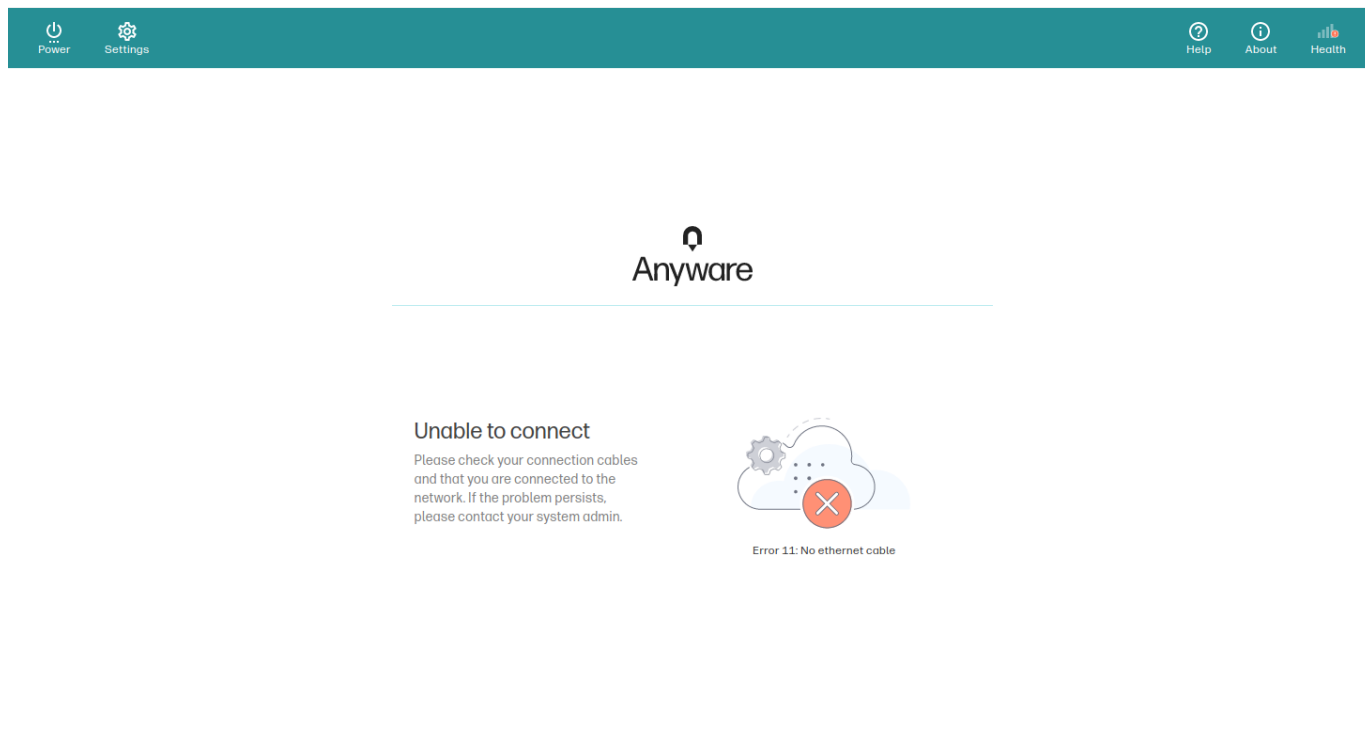 Power
Settings
Help
About
Health
Anyware
Unable to connect
Please check your connection cables
and that you are connected to the
network. If the problem persists,
please contact your system admin.
Error 11: No ethernet cable